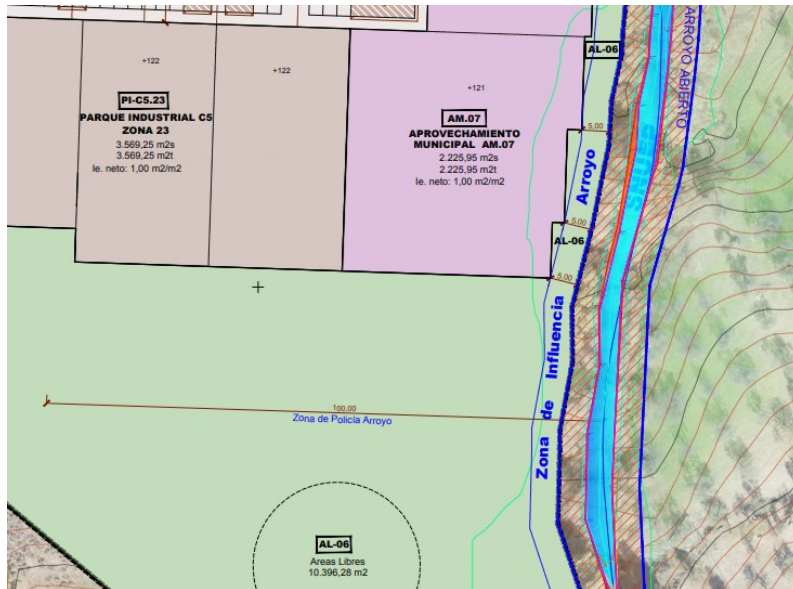 +122
PI-C5.23
PARQUE INDUSTRIAL C5
ZONA 23
3.569,25 m2s
3.569,25 m2t
Ie. neto: 1,00 m2/m2
+122
+121
AM.07
APROVECHAMIENTO
MUNICIPAL AM.07
2.225,95 m2s
2.225,95 m2t
Ie. neto: 1,00 m2/m2
AL-06
ARROYO ABIERTO
SNUEP
5,00
5,00
AL-06
5,00
Zona de Influencia Arroyo
100,00
Zona de Policía Arroyo
AL-06
Areas Libres
10.396,28 m2